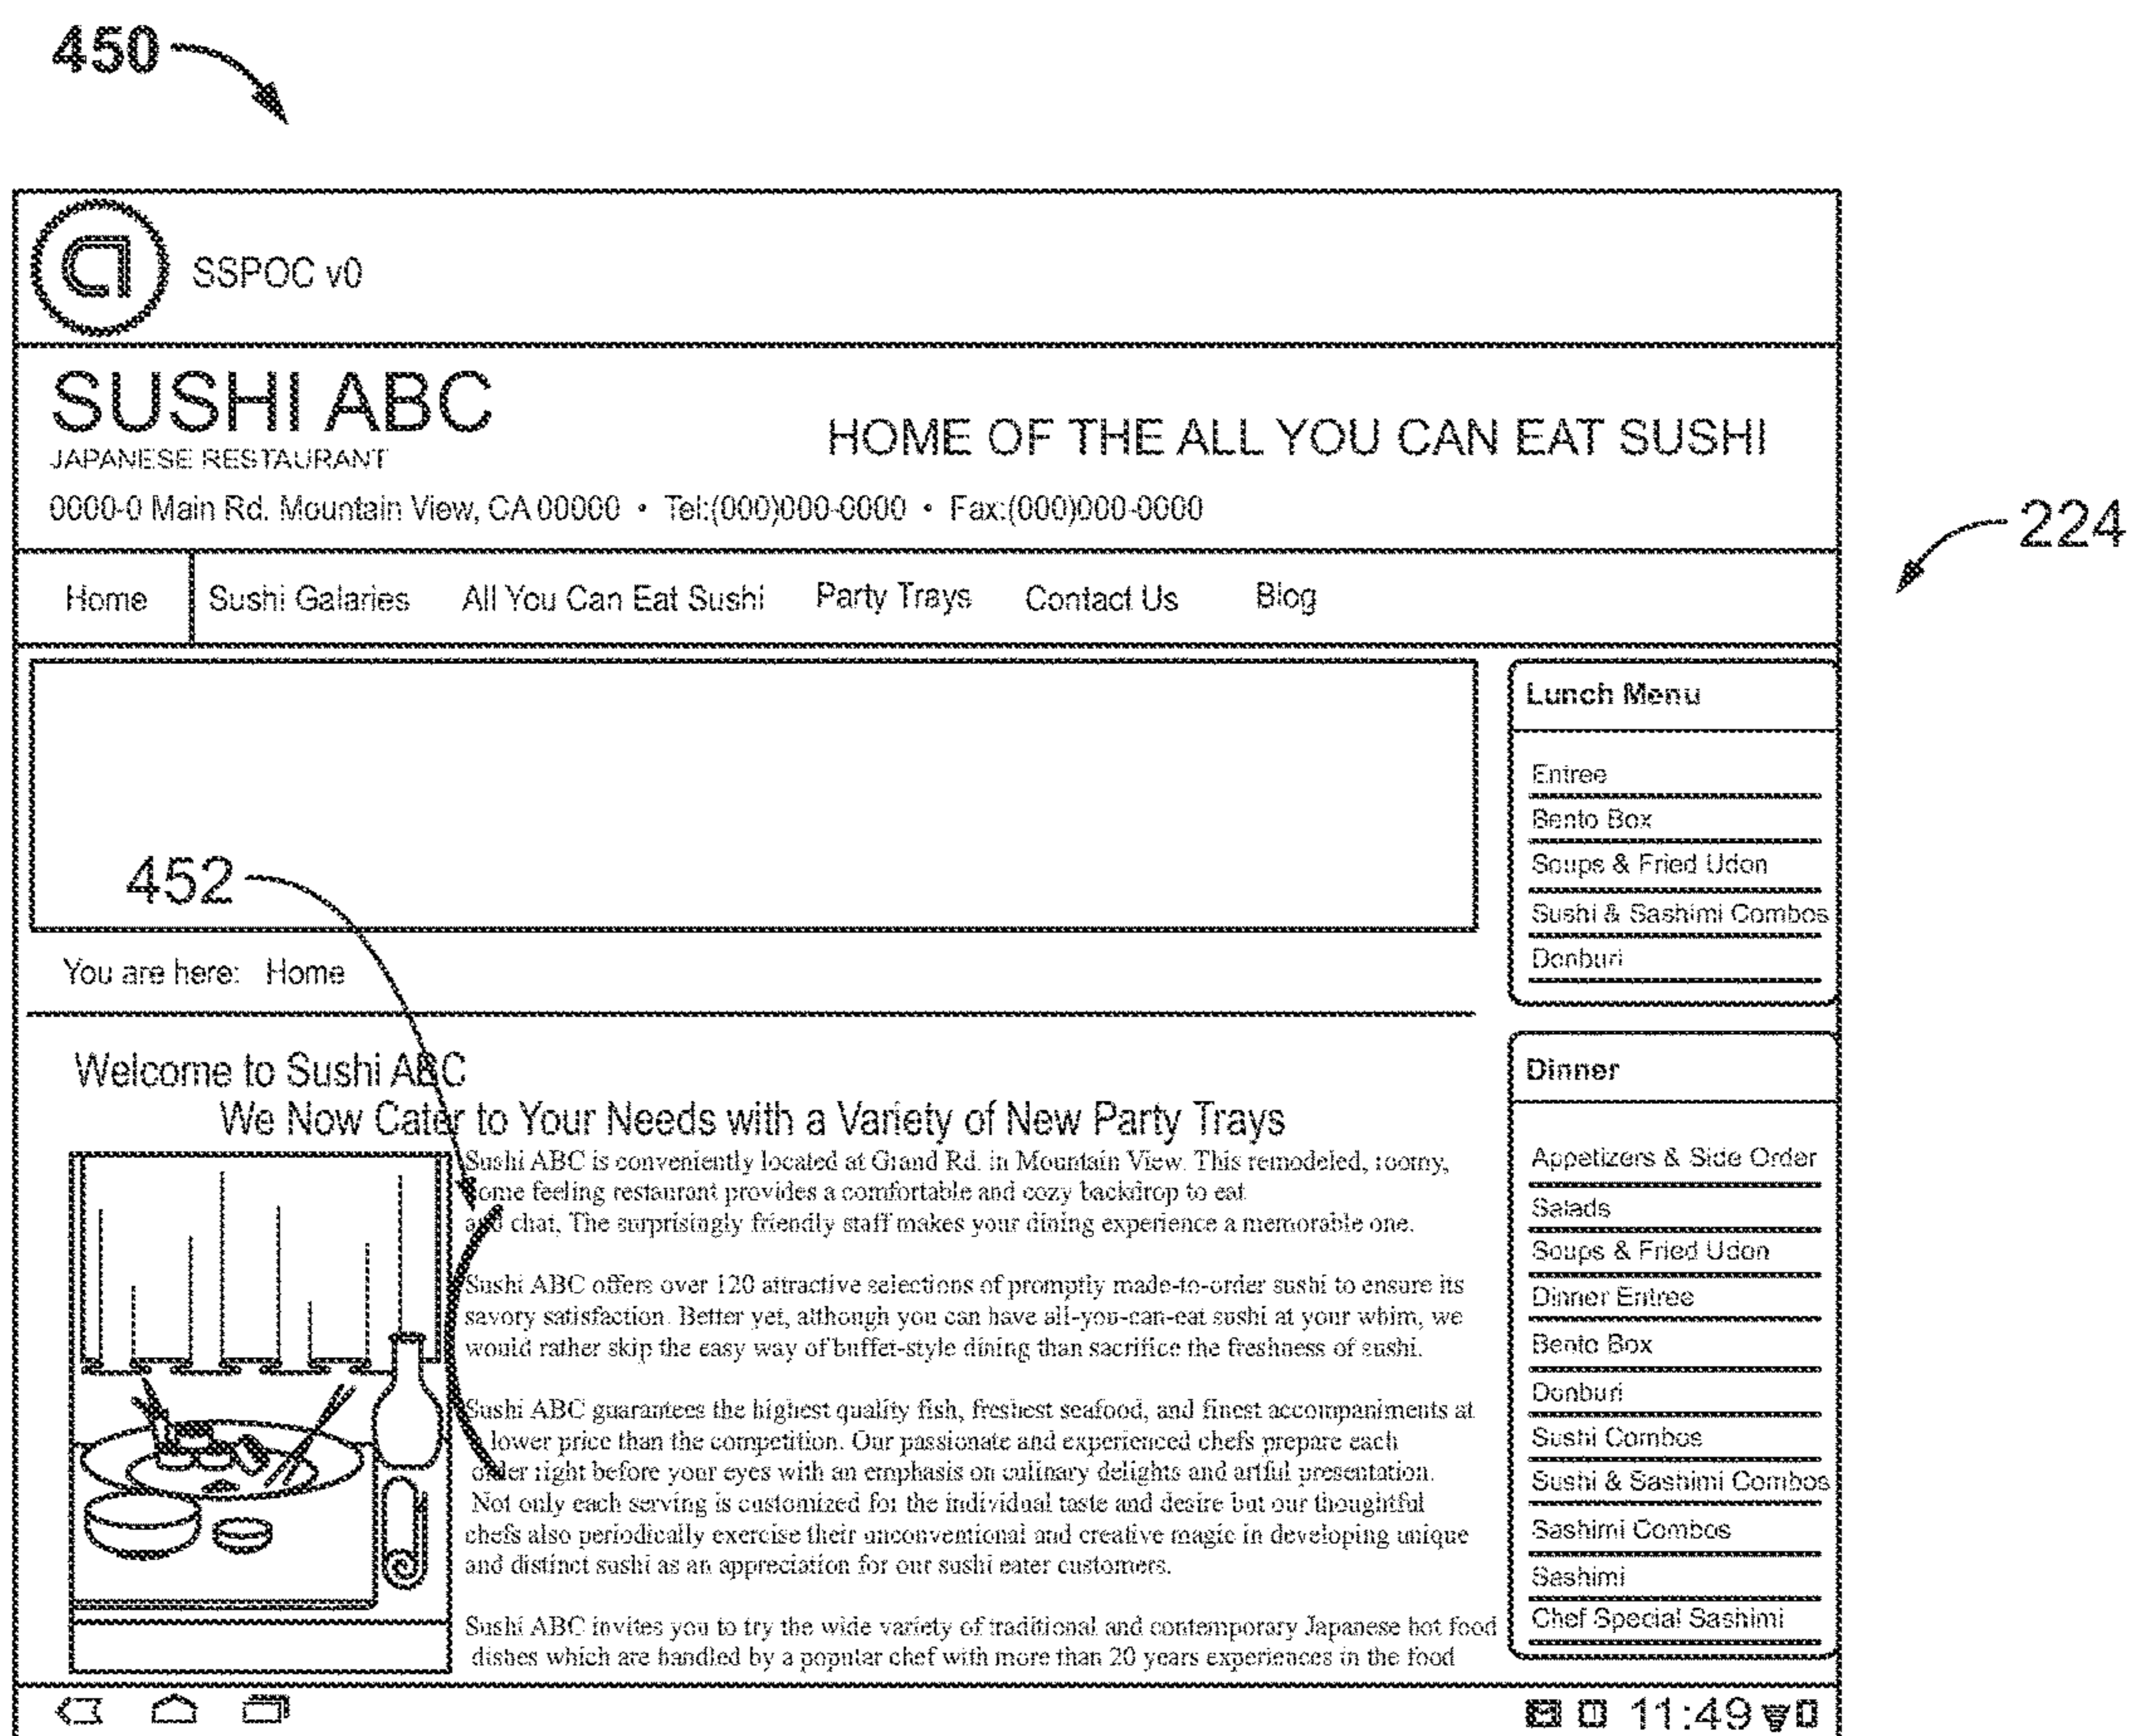 450
SSPOC v0
SUSHI ABC
JAPANESE RESTAURANT
HOME OF THE ALL YOU CAN EAT SUSHI
0000-0 Main Rd. Mountain View, CA 00000 • Tel:(000)000-0000 • Fax:(000)000-0000
224
Home Sushi Galaries All You Can Eat Sushi Party Trays Contact Us Blog
452
You are here: Home
Welcome to Sushi ABC
We Now Cater to Your Needs with a Variety of New Party Trays
Sushi ABC is conveniently located at Grand Rd. in Mountain View. This remodeled, roomy,
ome feeling restaurant provides a comfortable and cozy backdrop to eat
and chat, The surprisingly friendly staff makes your dining experience a memorable one.
Sushi ABC offers over 120 attractive selections of promptly made-to-order sushi to ensure its
savory satisfaction. Better yet, although you can have all-you-can-eat sushi at your whim, we
would rather skip the easy way of buffet-style dining than sacrifice the freshness of sushi.
Sushi ABC guarantees the highest quality fish, freshest seafood, and finest accompaniments at
lower price than the competition. Our passionate and experienced chefs prepare each
order right before your eyes with an emphasis on culinary delights and artful presentation.
Not only each serving is customized for the individual taste and desire but our thoughtful
chefs also periodically exercise their unconventional and creative magic in developing unique
and distinct sushi as an appreciation for our sushi eater customers.
Sushi ABC invites you to try the wide variety of traditional and contemporary Japanese hot food
dishes which are handled by a popular chef with more than 20 years experiences in the food
Lunch Menu
Entree
Bento Box
Soups & Fried Udon
Sushi & Sashimi Combos
Donburi
Dinner
Appetizers & Side Order
Salads
Soups & Fried Udon
Dinner Entree
Bento Box
Donburi
Sushi Combos
Sushi & Sashimi Combos
Sashimi Combos
Sashimi
Chef Special Sashimi
11:49